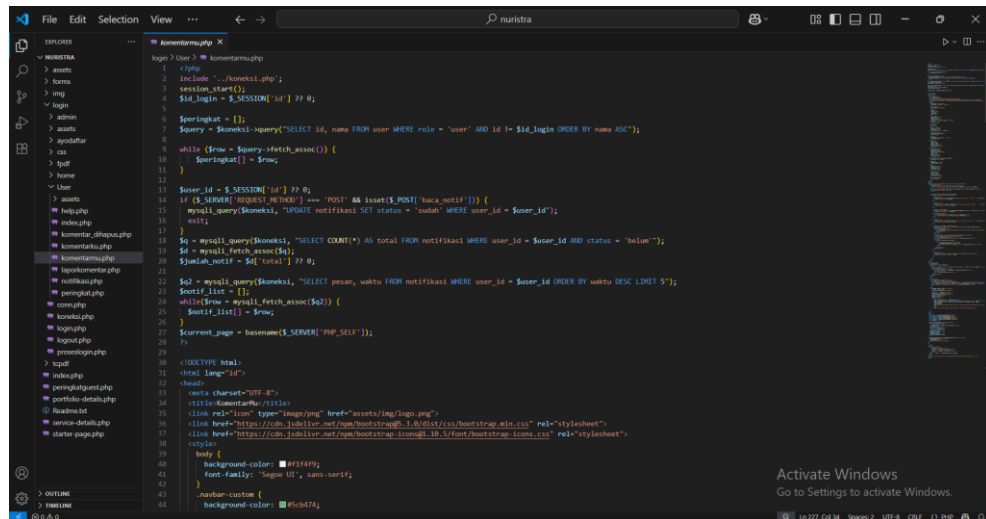 File Edit Selection View ··· nuristra
EXPLORER ···
NURISTRA
> assets
> forms
> img
login
> admin
> assets
> ayodaftar
> css
> fpdf
> home
User
> assets
help.php
index.php
komentar_dihapus.php
komentarku.php
komentarmu.php
laporkomentar.php
notifikasi.php
peringkat.php
conn.php
koneksi.php
login.php
logout.php
proseslogin.php
> tcpdf
index.php
peringkatguest.php
portfolio-details.php
Readme.txt
service-details.php
starter-page.php
> OUTLINE
> TIMELINE
komentarmu.php ×
login > User > komentarmu.php
1 <?php
2 include '../koneksi.php';
3 session_start();
4 $id_login = $_SESSION['id'] ?? 0;
5
6 $peringkat = [];
7 $query = $koneksi->query("SELECT id, nama FROM user WHERE role = 'user' AND id != $id_login ORDER BY nama ASC");
8
9 while ($row = $query->fetch_assoc()) {
10 $peringkat[] = $row;
11 }
12
13 $user_id = $_SESSION['id'] ?? 0;
14 if ($_SERVER['REQUEST_METHOD'] === 'POST' && isset($_POST['baca_notif'])) {
15 mysqli_query($koneksi, "UPDATE notifikasi SET status = 'sudah' WHERE user_id = $user_id");
16 exit;
17 }
18 $q = mysqli_query($koneksi, "SELECT COUNT(*) AS total FROM notifikasi WHERE user_id = $user_id AND status = 'belum'");
19 $d = mysqli_fetch_assoc($q);
20 $jumlah_notif = $d['total'] ?? 0;
21
22 $q2 = mysqli_query($koneksi, "SELECT pesan, waktu FROM notifikasi WHERE user_id = $user_id ORDER BY waktu DESC LIMIT 5");
23 $notif_list = [];
24 while($row = mysqli_fetch_assoc($q2)) {
25 $notif_list[] = $row;
26 }
27 $current_page = basename($_SERVER['PHP_SELF']);
28 ?>
29
30 <!DOCTYPE html>
31 <html lang="id">
32 <head>
33 <meta charset="UTF-8">
34 <title>KomentarMu</title>
35 <link rel="icon" type="image/png" href="assets/img/logo.png">
36 <link href="https://cdn.jsdelivr.net/npm/bootstrap@5.3.0/dist/css/bootstrap.min.css" rel="stylesheet">
37 <link href="https://cdn.jsdelivr.net/npm/bootstrap-icons@1.10.5/font/bootstrap-icons.css" rel="stylesheet">
38 <style>
39 body {
40 background-color: #f1f4f9;
41 font-family: 'Segoe UI', sans-serif;
42 }
43 .navbar-custom {
44 background-color: #5cb474;
Activate Windows
Go to Settings to activate Windows.
0 0 Ln 227, Col 34 Spaces: 2 UTF-8 CRLF {} PHP